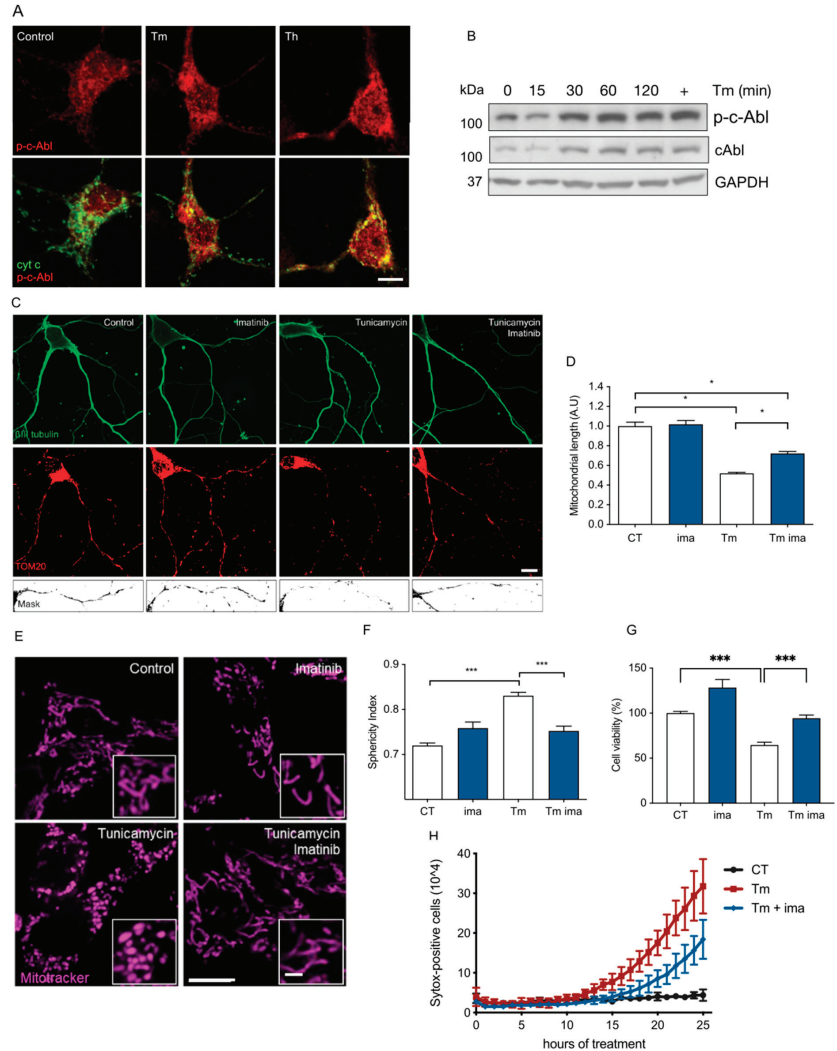 A
Control
Tm
Th
p-c-Abl
cyt c
p-c-Abl
B
kDa 0 15 30 60 120 + Tm (min)
100 p-c-Abl
100 cAbl
37 GAPDH
C
Control
Imatinib
Tunicamycin
Tunicamycin
Imatinib
βIII tubulin
TOM20
Mask
D
Mitochondrial length (A.U)
1.4
1.2
1.0
0.8
0.6
0.4
0.2
0.0
* * *
CT ima Tm Tm ima
E
Control
Imatinib
Tunicamycin
Tunicamycin
Imatinib
Mitotracker
F
Sphericity Index
0.9
0.8
0.7
*** ***
CT ima Tm Tm ima
G
Cell viability (%)
150
100
50
0
*** ***
CT ima Tm Tm ima
H
Sytox-positive cells (10^4)
40
30
20
10
0
0 5 10 15 20 25
hours of treatment
CT
Tm
Tm + ima